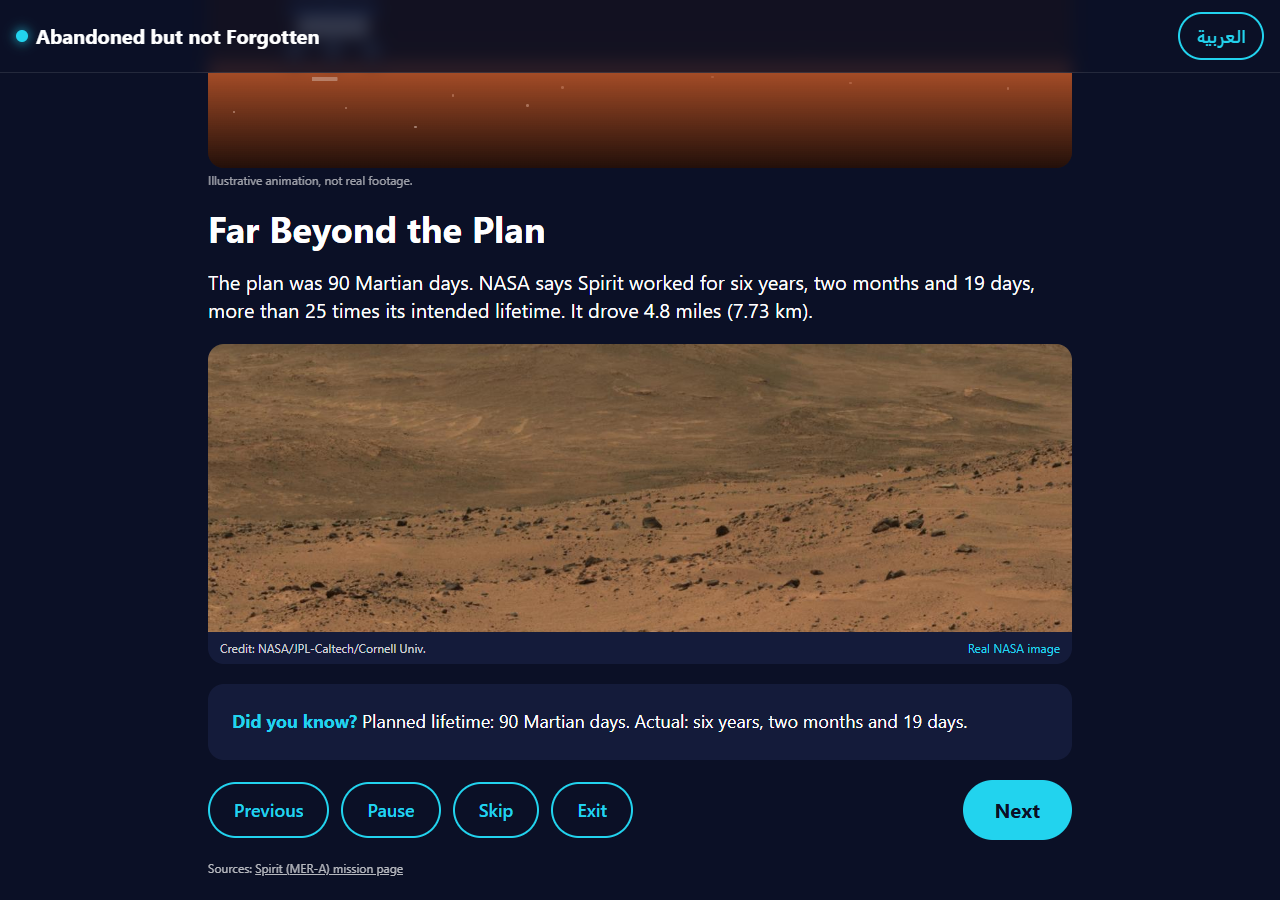 Abandoned but not Forgotten
العربية
Illustrative animation, not real footage.
Far Beyond the Plan
The plan was 90 Martian days. NASA says Spirit worked for six years, two months and 19 days,
more than 25 times its intended lifetime. It drove 4.8 miles (7.73 km).
Credit: NASA/JPL-Caltech/Cornell Univ.
Real NASA image
Did you know? Planned lifetime: 90 Martian days. Actual: six years, two months and 19 days.
Previous
Pause
Skip
Exit
Next
Sources: Spirit (MER-A) mission page